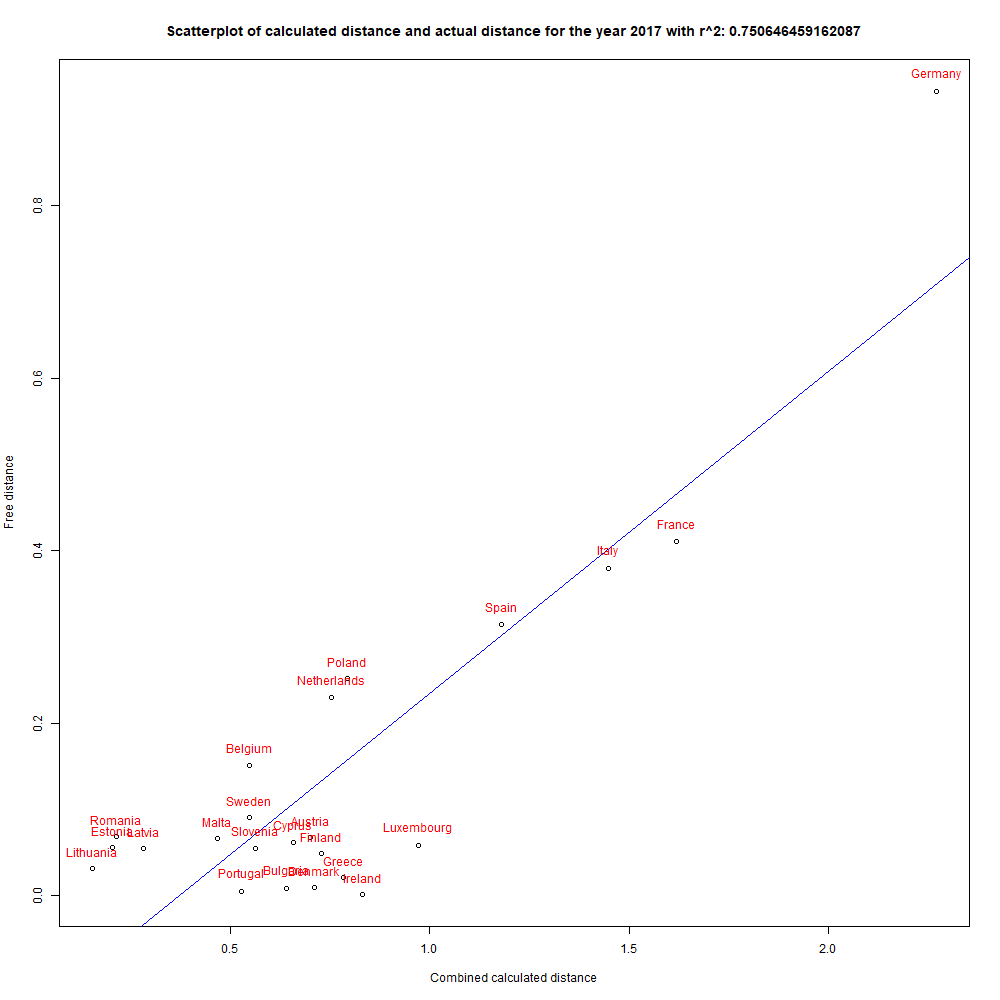 Scatterplot of calculated distance and actual distance for the year 2017 with r^2: 0.750646459162087
Germany
0.8
0.6
Free distance
France
0.4
Italy
Spain
Poland
Netherlands
0.2
Belgium
Sweden
Romania
Malta
Cyprus
Austria
Luxembourg
Estonia
Latvia
Slovenia
Finland
Lithuania
Greece
Portugal
Bulgaria
Denmark
Ireland
0.0
0.5
1.0
1.5
2.0
Combined calculated distance